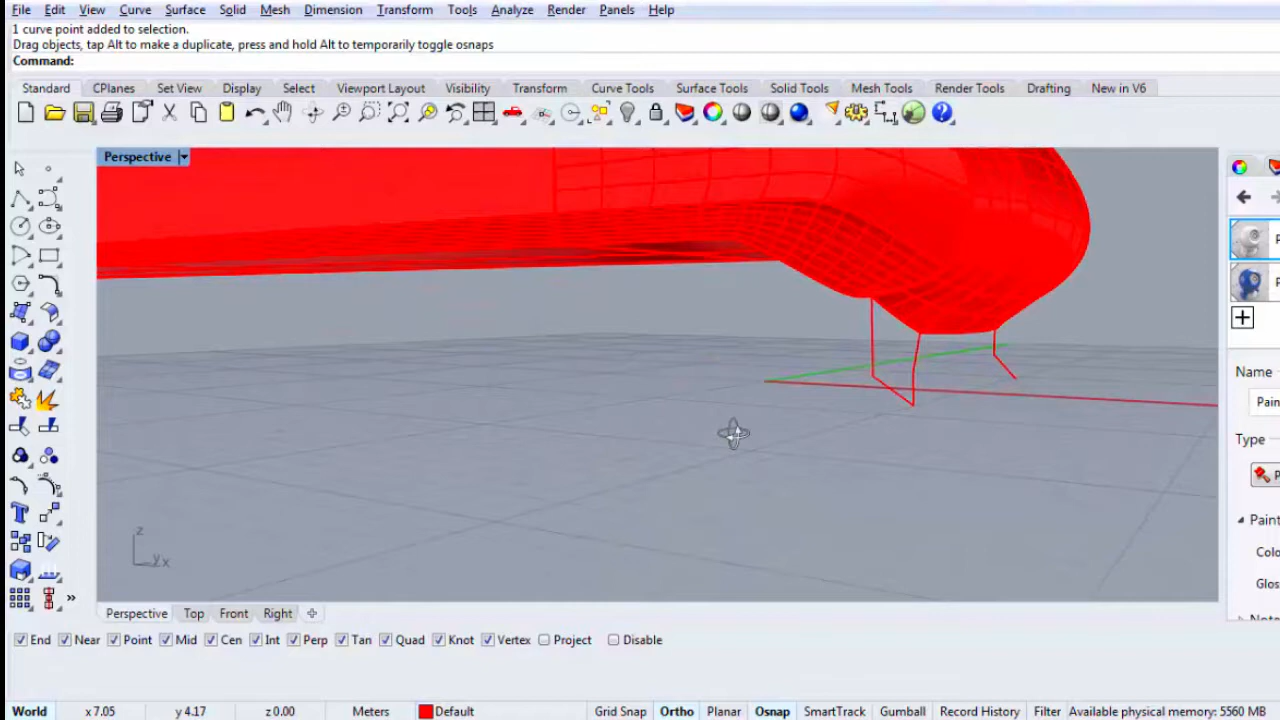 File Edit View Curve Surface Solid Mesh Dimension Transform Tools Analyze Render Panels Help
1 curve point added to selection.
Drag objects, tap Alt to make a duplicate, press and hold Alt to temporarily toggle osnaps
Command:
Standard CPlanes Set View Display Select Viewport Layout Visibility Transform Curve Tools Surface Tools Solid Tools Mesh Tools Render Tools Drafting New in V6
Perspective
P
P
Name
Pain
Type
P
Pain
Colo
Glos
z
y x
Perspective Top Front Right
End Near Point Mid Cen Int Perp Tan Quad Knot Vertex Project Disable
World x 7.05 y 4.17 z 0.00 Meters Default Grid Snap Ortho Planar Osnap SmartTrack Gumball Record History Filter Available physical memory: 5560 MB